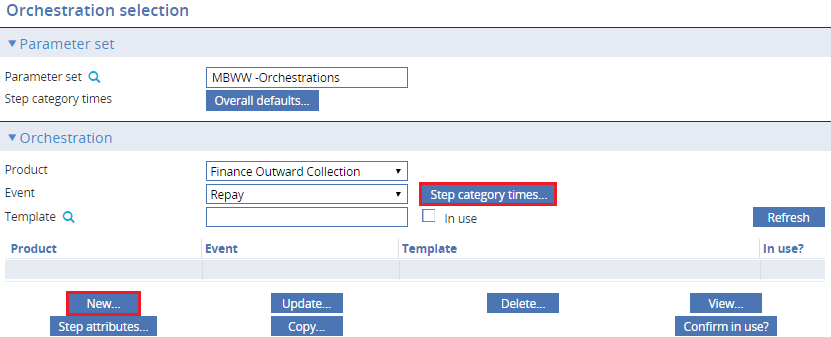 Orchestration selection
Parameter set
Parameter set MBWW -Orchestrations
Step category times Overall defaults...
Orchestration
Product Finance Outward Collection
Event Repay Step category times...
Template In use Refresh
Product Event Template In use?
New... Update... Delete... View...
Step attributes... Copy... Confirm in use?